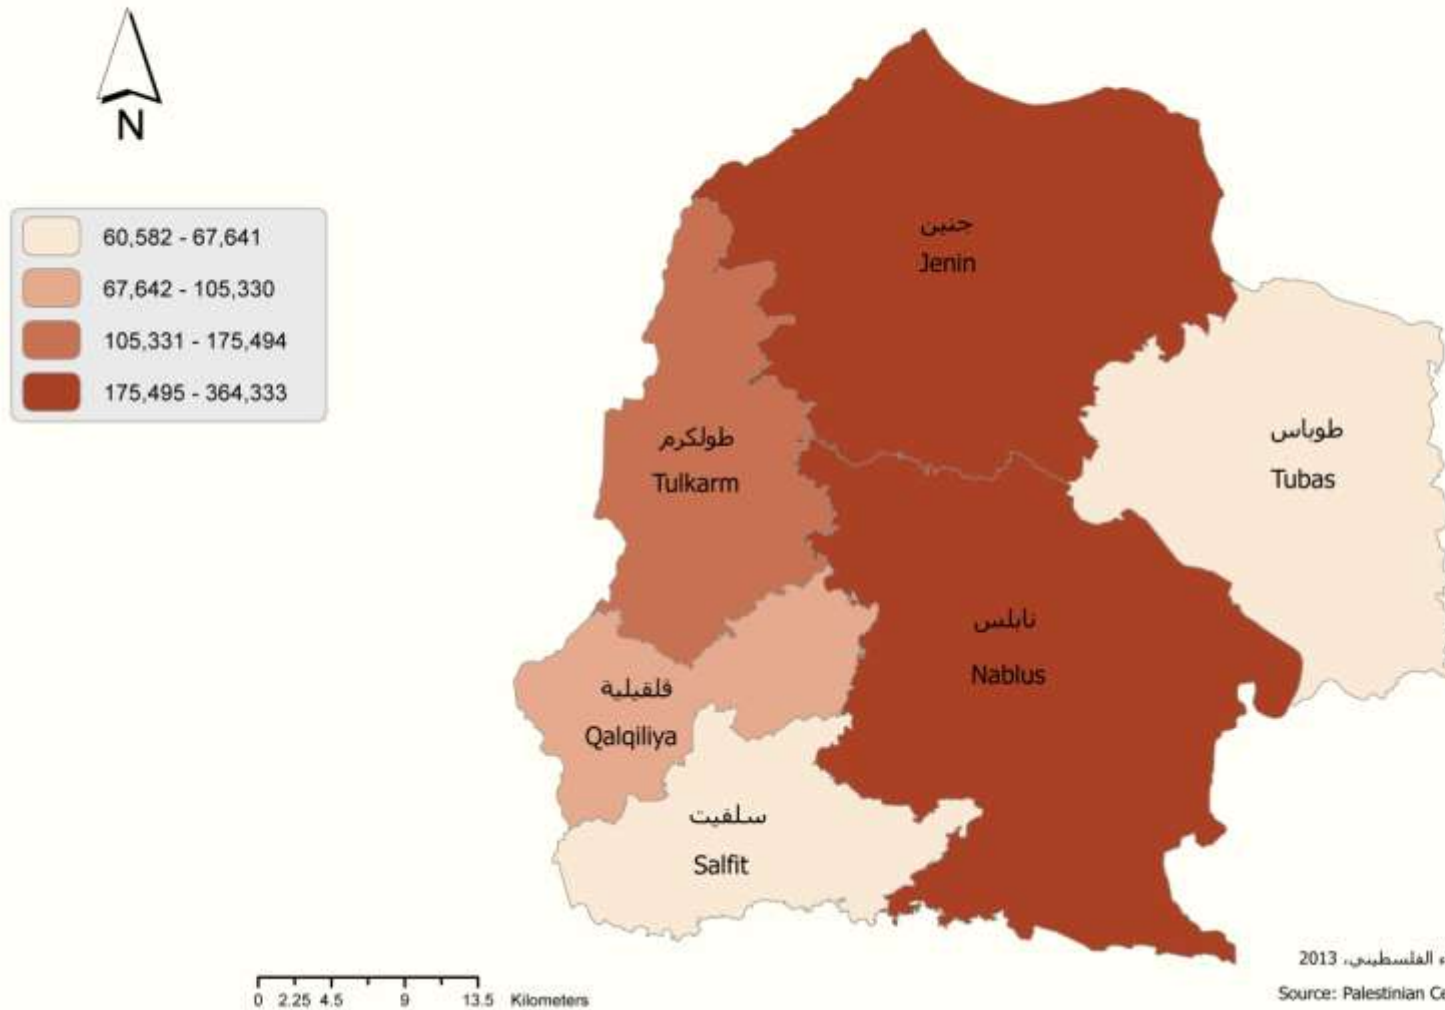 N
60,582 - 67,641
67,642 - 105,330
105,331 - 175,494
175,495 - 364,333
جنين
Jenin
طوباس
Tubas
طولكرم
Tulkarm
نابلس
Nablus
قلقيلية
Qalqiliya
سلفيت
Salfit
0 2.25 4.5 9 13.5 Kilometers
الفلسطيني، 2013
Source: Palestinian